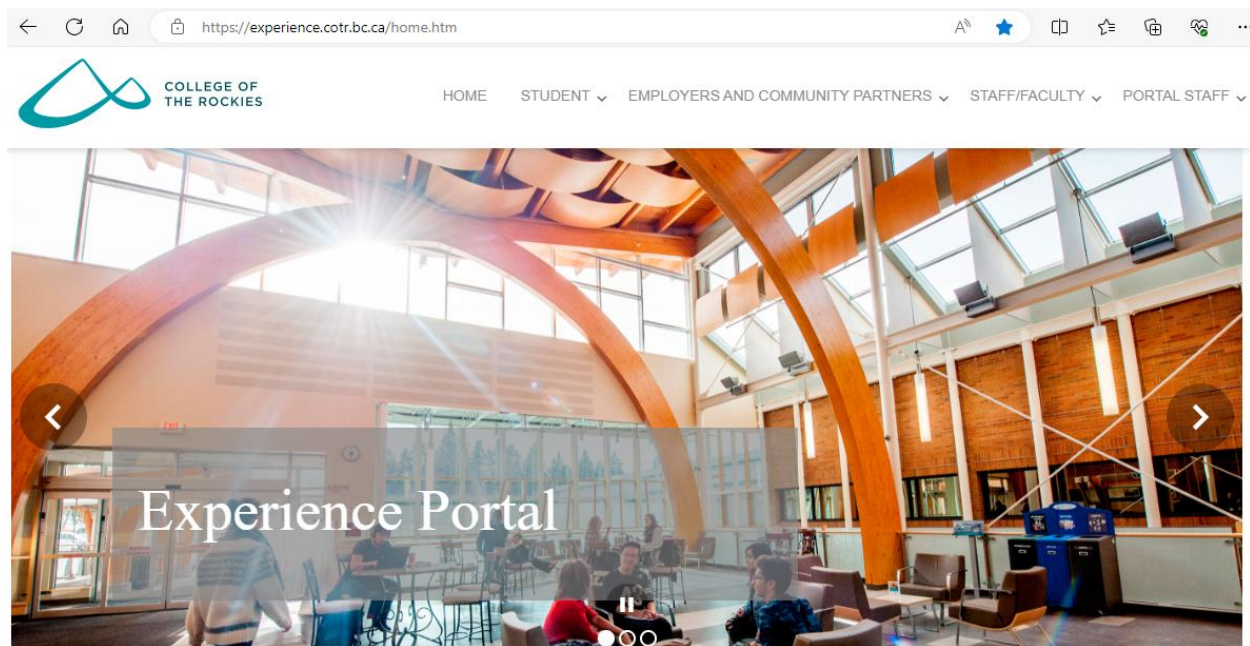 https://experience.cotr.bc.ca/home.htm
COLLEGE OF
THE ROCKIES
HOME STUDENT EMPLOYERS AND COMMUNITY PARTNERS STAFF/FACULTY PORTAL STAFF
EXIT
Experience Portal